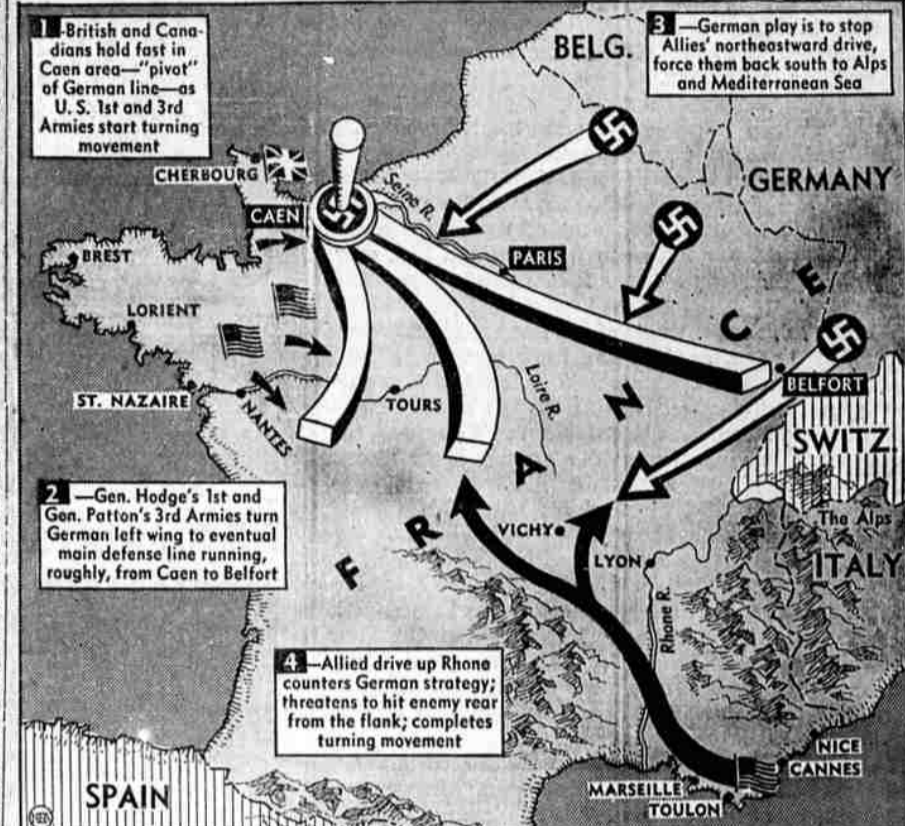 1 -British and Cana-
dians hold fast in
Caen area—"pivot"
of German line—as
U. S. 1st and 3rd
Armies start turning
movement
3 —German play is to stop
Allies' northeastward drive,
force them back south to Alps
and Mediterranean Sea
BELG.
CHERBOURG
GERMANY
Seine R.
CAEN
PARIS
BREST
LORIENT
BELFORT
ST. NAZAIRE
NANTES
TOURS
Loire R.
SWITZ.
FRANCE
2 —Gen. Hodge's 1st and
Gen. Patton's 3rd Armies turn
German left wing to eventual
main defense line running,
roughly, from Caen to Belfort
VICHY
LYON
The Alps
ITALY
Rhone R.
4 —Allied drive up Rhone
counters German strategy;
threatens to hit enemy rear
from the flank; completes
turning movement
NICE
CANNES
MARSEILLE
TOULON
SPAIN